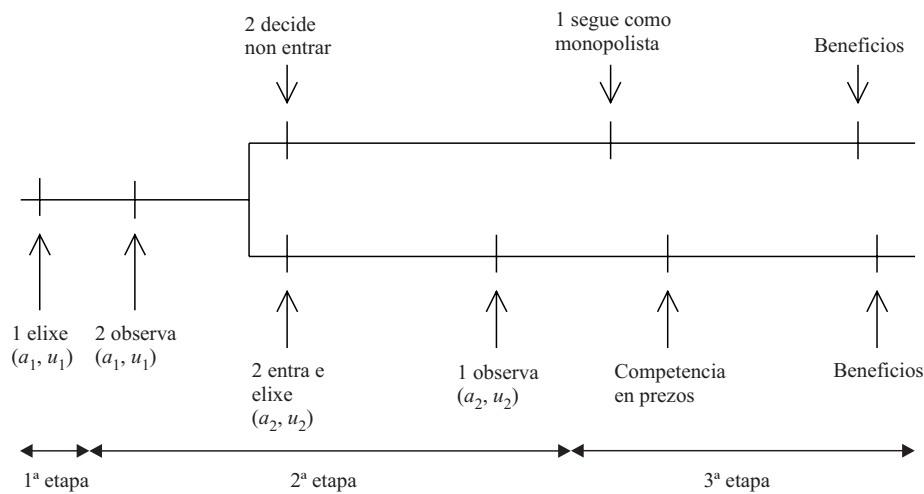 2 decide
non entrar
1 segue como
monopolista
Beneficios
1 elixe
(a1, u1)
2 observa
(a1, u1)
2 entra e
elixe
(a2, u2)
1 observa
(a2, u2)
Competencia
en prezos
Beneficios
1ª etapa
2ª etapa
3ª etapa